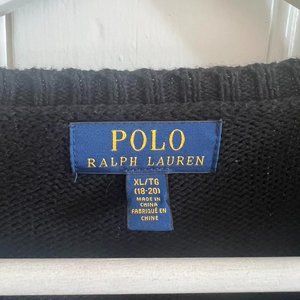 POLO
RALPH LAUREN
XL/TG
(18-20)
MADE IN
CHINA
FABRIQUÉ EN
CHINE